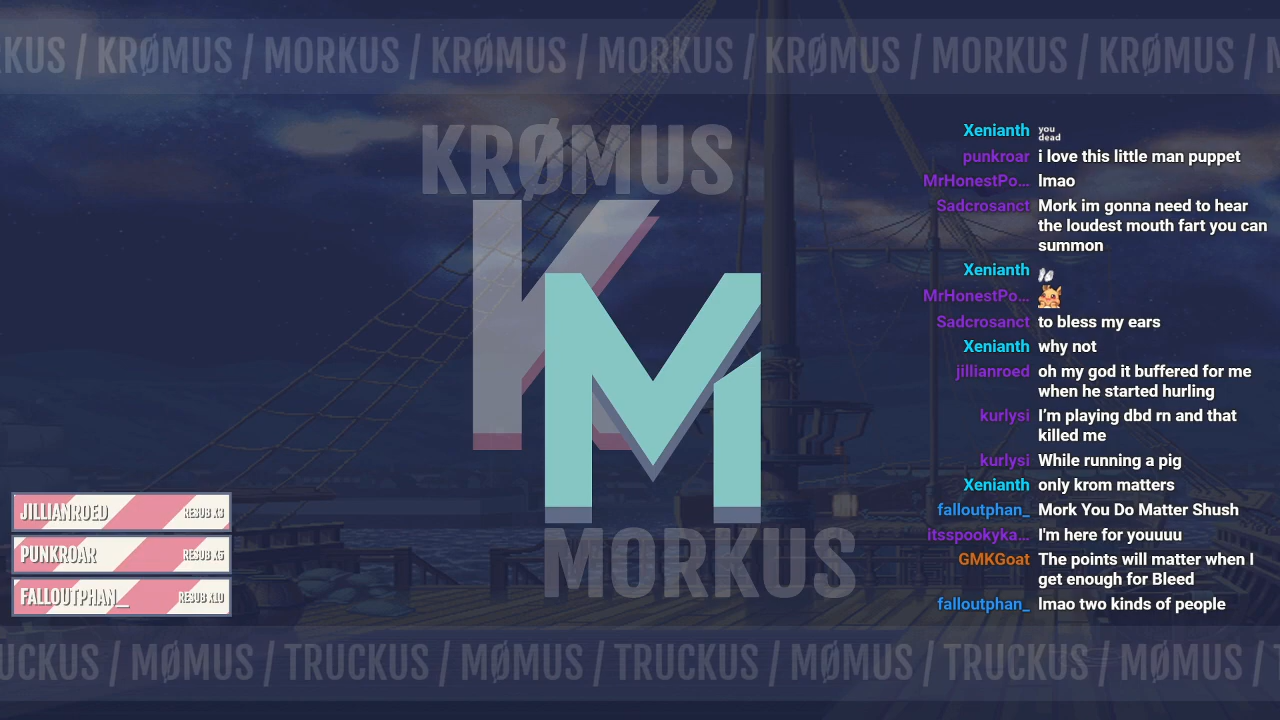 KUS / KRØMUS / MORKUS / KRØMUS / MORKUS / KRØMUS / MORKUS / KRØMUS / M
KRØMUS
K
M
MORKUS
Xenianth you dead
punkroar i love this little man puppet
MrHonestPo... lmao
Sadcrosanct Mork im gonna need to hear
the loudest mouth fart you can
summon
Xenianth
MrHonestPo...
Sadcrosanct to bless my ears
Xenianth why not
jillianroed oh my god it buffered for me
when he started hurling
kurlysi I’m playing dbd rn and that
killed me
kurlysi While running a pig
Xenianth only krom matters
falloutphan_ Mork You Do Matter Shush
itsspookyka... I'm here for youuuu
GMKGoat The points will matter when I
get enough for Bleed
falloutphan_ lmao two kinds of people
JILLIANROED RESUB X3
PUNKROAR RESUB X5
FALLOUTPHAN_ RESUB X10
UCKUS / MØMUS / TRUCKUS / MØMUS / TRUCKUS / MØMUS / TRUCKUS / MØMUS / T